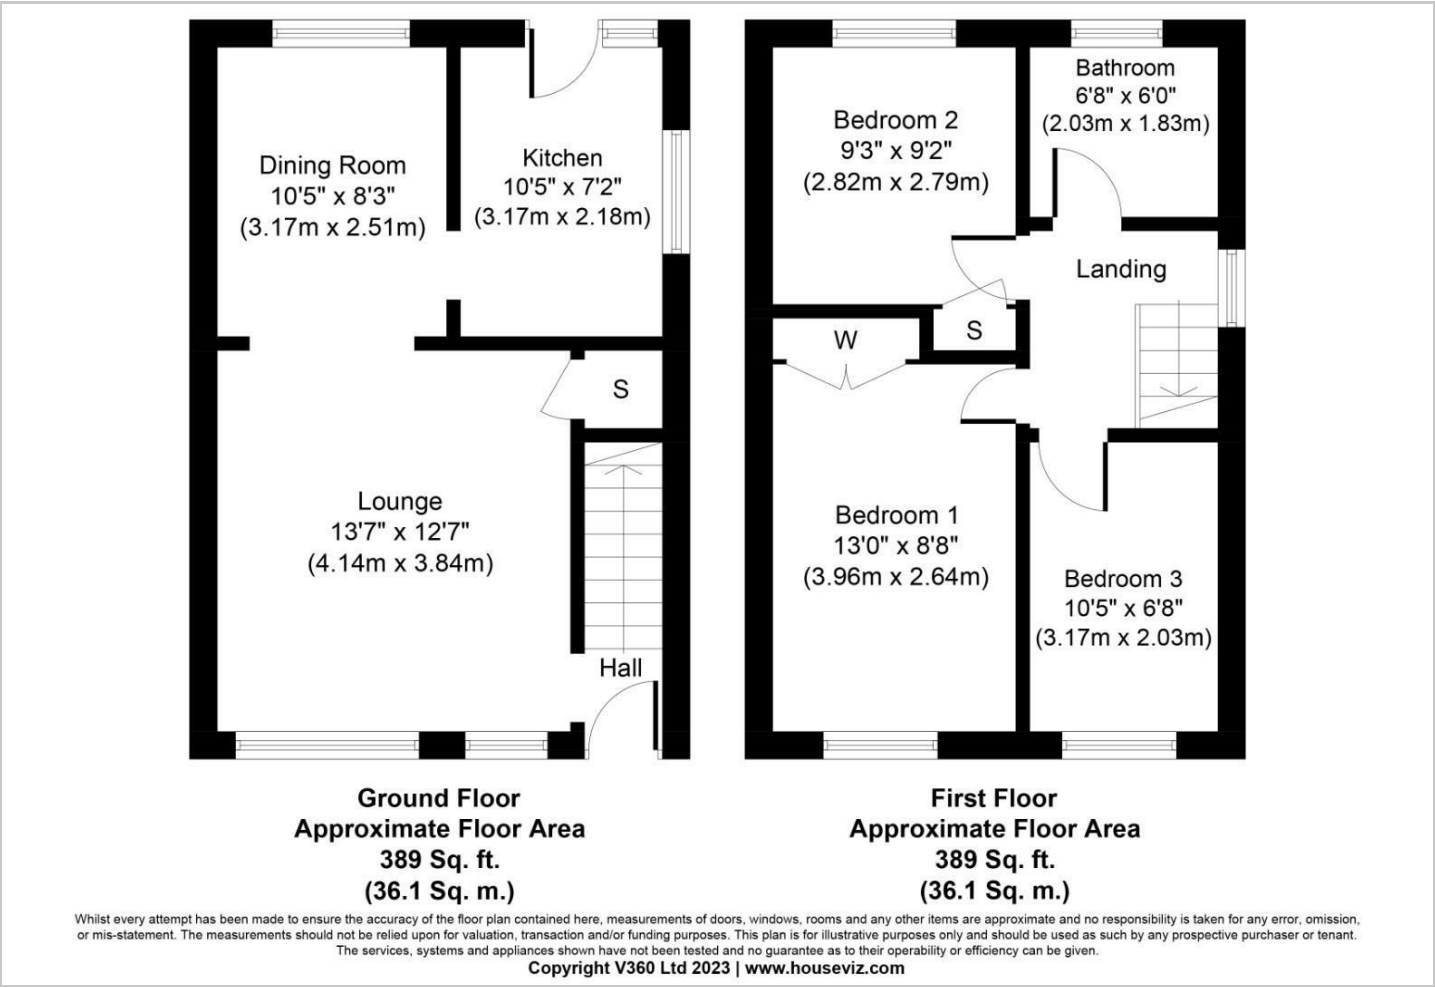 Dining Room
10'5" x 8'3"
(3.17m x 2.51m)
Kitchen
10'5" x 7'2"
(3.17m x 2.18m)
S
Lounge
13'7" x 12'7"
(4.14m x 3.84m)
Hall
Ground Floor
Approximate Floor Area
389 Sq. ft.
(36.1 Sq. m.)
Bedroom 2
9'3" x 9'2"
(2.82m x 2.79m)
Bathroom
6'8" x 6'0"
(2.03m x 1.83m)
Landing
W
S
Bedroom 1
13'0" x 8'8"
(3.96m x 2.64m)
Bedroom 3
10'5" x 6'8"
(3.17m x 2.03m)
First Floor
Approximate Floor Area
389 Sq. ft.
(36.1 Sq. m.)
Whilst every attempt has been made to ensure the accuracy of the floor plan contained here, measurements of doors, windows, rooms and any other items are approximate and no responsibility is taken for any error, omission,
or mis-statement. The measurements should not be relied upon for valuation, transaction and/or funding purposes. This plan is for illustrative purposes only and should be used as such by any prospective purchaser or tenant.
The services, systems and appliances shown have not been tested and no guarantee as to their operability or efficiency can be given.
Copyright V360 Ltd 2023 | www.houseviz.com